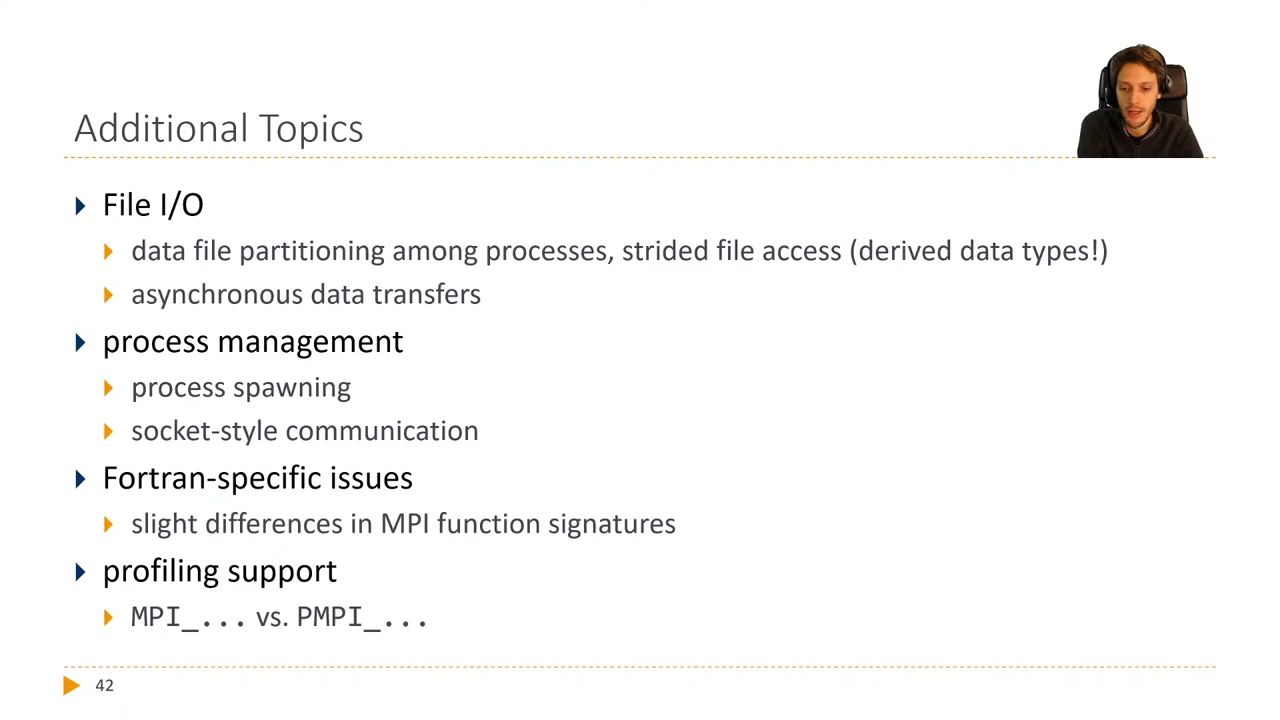 Additional Topics
File I/O
data file partitioning among processes, strided file access (derived data types!)
asynchronous data transfers
process management
process spawning
socket-style communication
Fortran-specific issues
slight differences in MPI function signatures
profiling support
MPI_... vs. PMPI_...
42